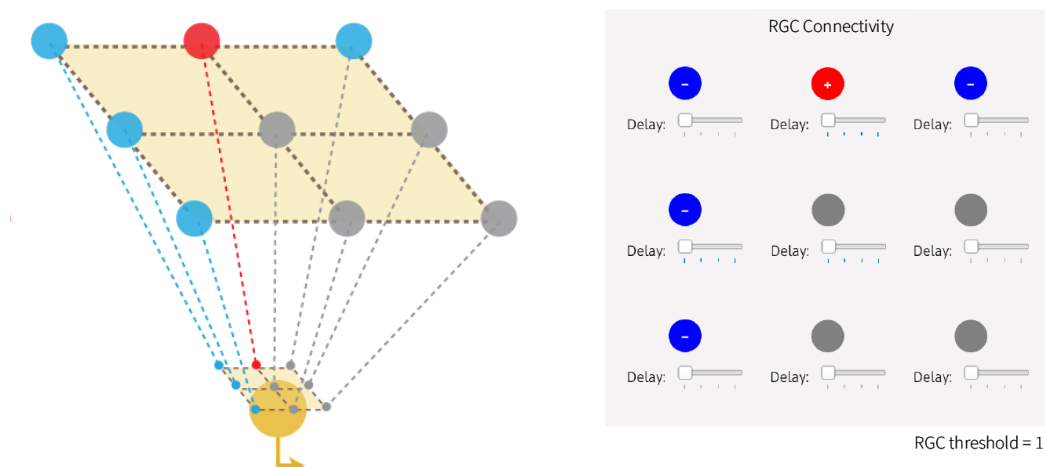 RGC Connectivity
- + -
Delay: Delay: Delay:
-
Delay: Delay: Delay:
-
Delay: Delay: Delay:
RGC threshold = 1